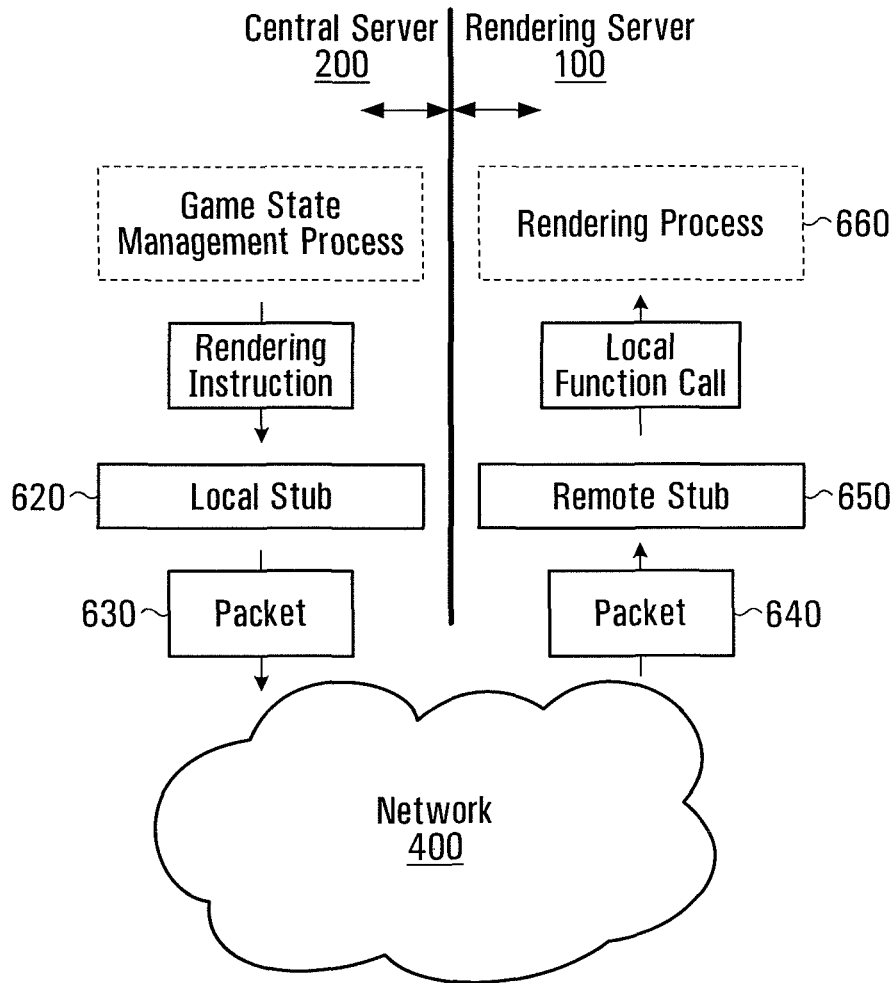 Central Server
200
Rendering Server
100
Game State
Management Process
Rendering Process
660
Rendering
Instruction
Local
Function Call
620
Local Stub
Remote Stub
650
630
Packet
Packet
640
Network
400